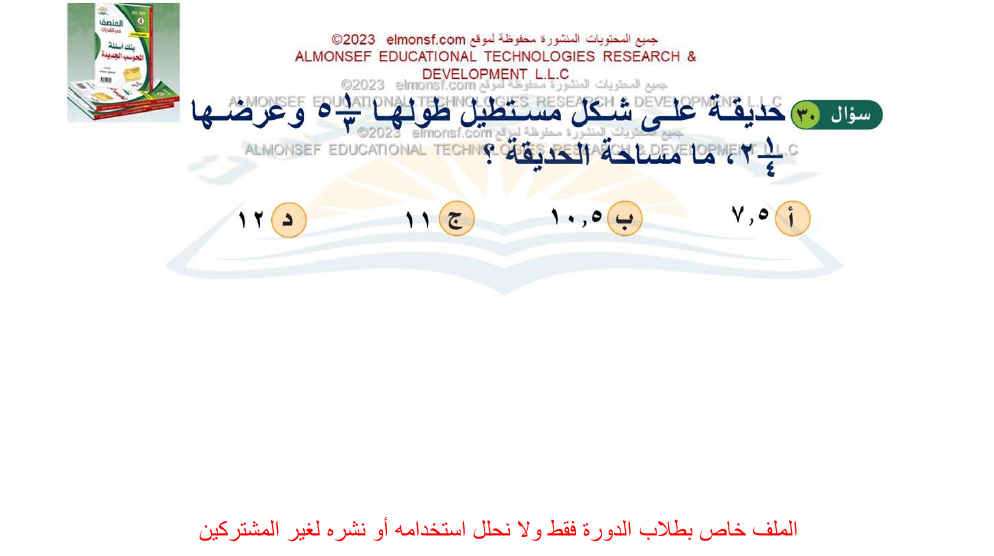 المنصف
في القدرات
بنك أسئلة
المحوسب الجديدة
جميع المحتويات المنشورة محفوظة لموقع elmonsf.com ©2023
ALMONSEF EDUCATIONAL TECHNOLOGIES RESEARCH &
DEVELOPMENT L.L.C
جميع المحتويات المنشورة محفوظة لموقع elmonsf.com ©2023
ALMONSEF EDUCATIONAL TECHNOLOGIES RESEARCH & DEVELOPMENT L.L.C
سؤال ٣٠ حديقة على شكل مستطيل طولها ٥ ١/٣ وعرضها
جميع المحتويات المنشورة محفوظة لموقع elmonsf.com ©2023
ALMONSEF EDUCATIONAL TECHNOLOGIES RESEARCH & DEVELOPMENT L.L.C
٢ ١/٤ ، ما مساحة الحديقة ؟
أ ٧,٥ ب ١٠,٥ ج ١١ د ١٢
الملف خاص بطلاب الدورة فقط ولا نحلل استخدامه أو نشره لغير المشتركين